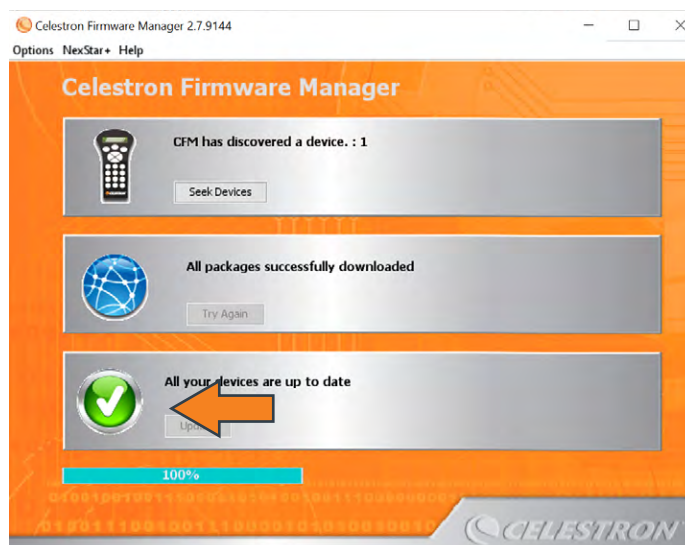 Celestron Firmware Manager 2.7.9144
Options NexStar+ Help
Celestron Firmware Manager
CFM has discovered a device. : 1
Seek Devices
All packages successfully downloaded
Try Again
All your devices are up to date
100%
CELESTRON